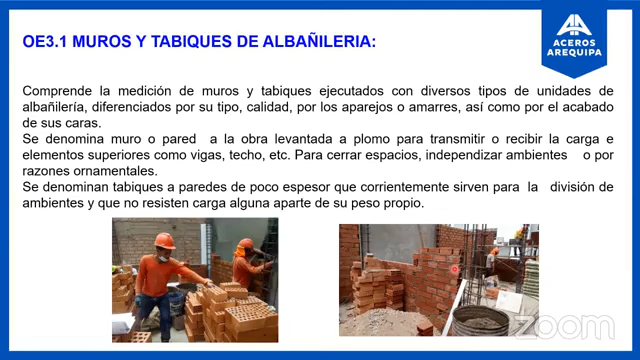 OE3.1 MUROS Y TABIQUES DE ALBAÑILERIA:
ACEROS
AREQUIPA
Comprende la medición de muros y tabiques ejecutados con diversos tipos de unidades de
albañilería, diferenciados por su tipo, calidad, por los aparejos o amarres, así como por el acabado
de sus caras.
Se denomina muro o pared a la obra levantada a plomo para transmitir o recibir la carga e
elementos superiores como vigas, techo, etc. Para cerrar espacios, independizar ambientes o por
razones ornamentales.
Se denominan tabiques a paredes de poco espesor que corrientemente sirven para la división de
ambientes y que no resisten carga alguna aparte de su peso propio.
zoom